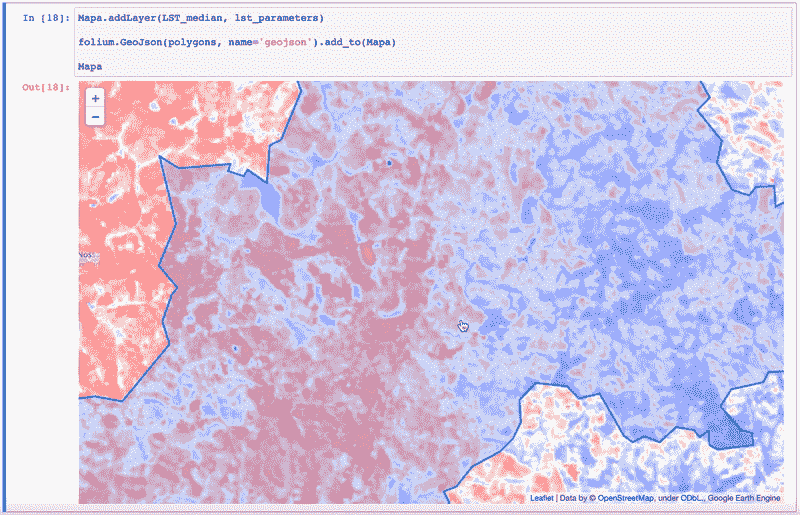 In [18]: Mapa.addLayer(LST_median, lst_parameters)
folium.GeoJson(polygons, name='geojson').add_to(Mapa)
Mapa
Out[18]:
+
−
Leaflet | Data by © OpenStreetMap, under ODbL., Google Earth Engine